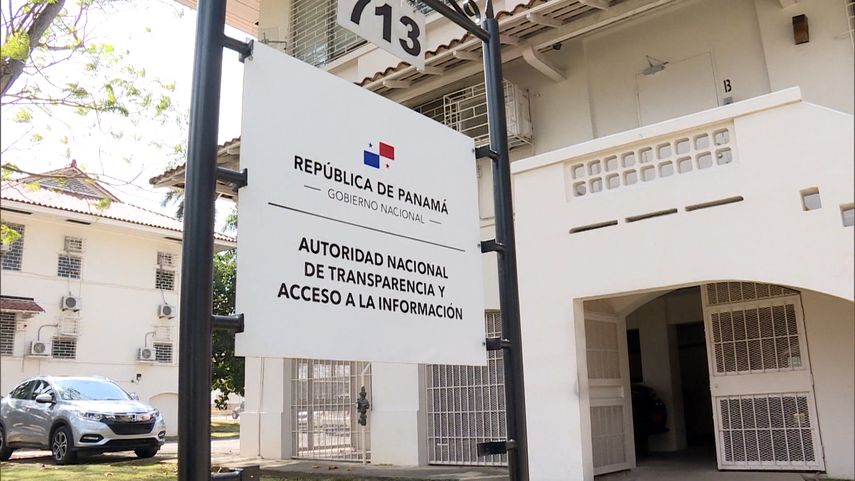 713
B
REPÚBLICA DE PANAMÁ
GOBIERNO NACIONAL
AUTORIDAD NACIONAL
DE TRANSPARENCIA Y
ACCESO A LA INFORMACIÓN